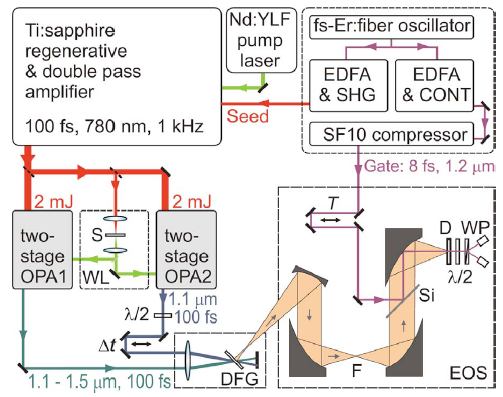 Ti:sapphire
regenerative
& double pass
amplifier
100 fs, 780 nm, 1 kHz
Nd:YLF
pump
laser
fs-Er:fiber oscillator
EDFA
& SHG
EDFA
& CONT
SF10 compressor
Seed
Gate: 8 fs, 1.2 μm
2 mJ
2 mJ
two-
stage
OPA1
S
WL
two-
stage
OPA2
1.1 μm
100 fs
λ/2
Δt
1.1 - 1.5 μm, 100 fs
DFG
T
D
WP
λ/2
Si
F
EOS